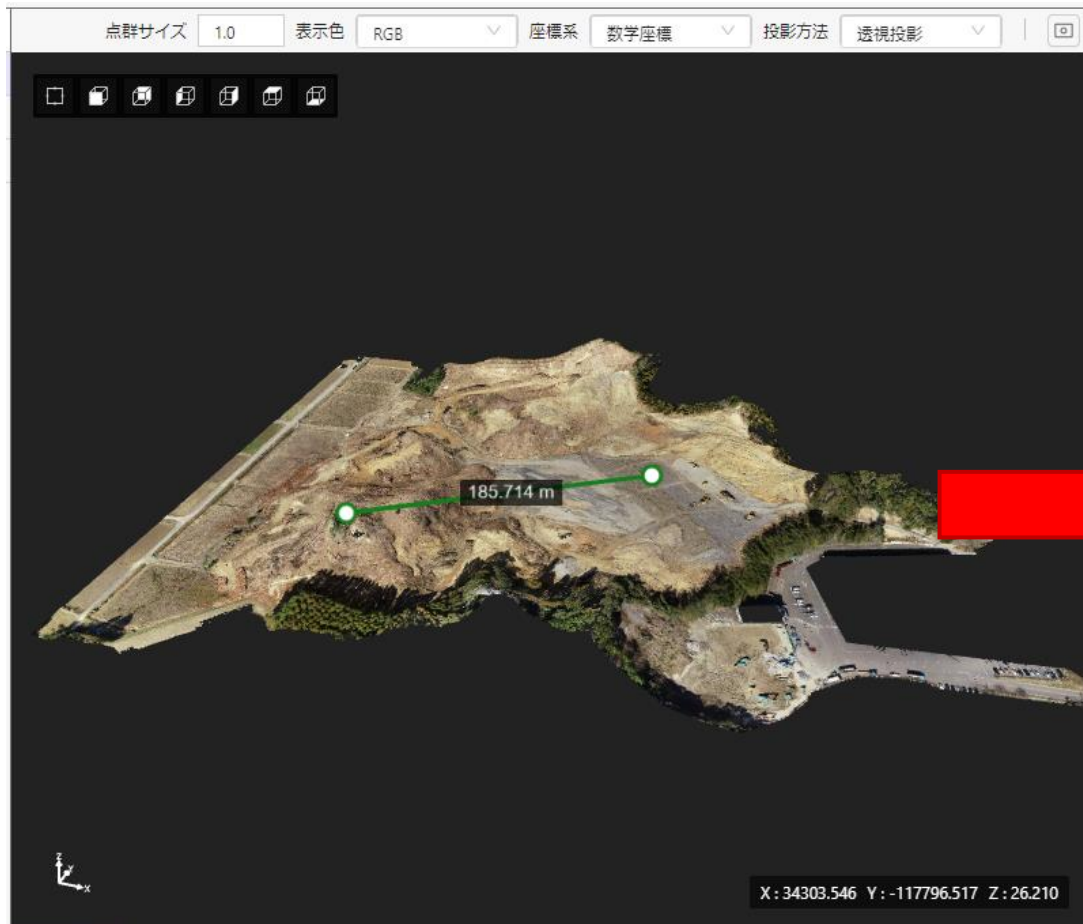 点群サイズ 1.0 表示色 RGB 座標系 数学座標 投影方法 透視投影
185.714 m
Z
Y
X
X : 34303.546 Y : -117796.517 Z : 26.210